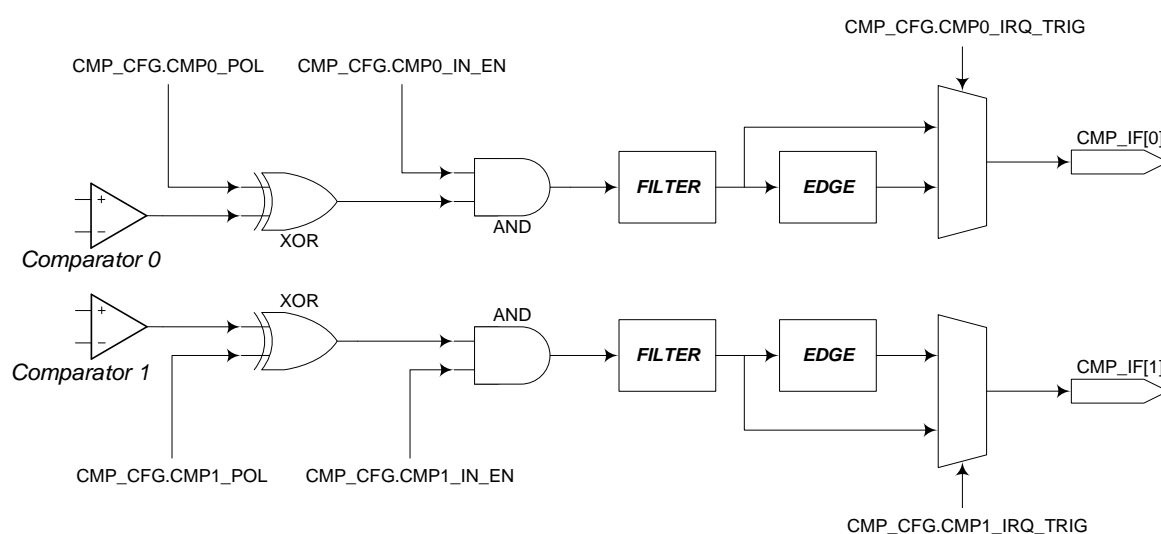 CMP_CFG.CMP0_IRQ_TRIG
CMP_CFG.CMP0_POL
CMP_CFG.CMP0_IN_EN
CMP_IF[0]
+
FILTER
EDGE
-
AND
XOR
Comparator 0
XOR
AND
+
FILTER
EDGE
-
Comparator 1
CMP_IF[1]
CMP_CFG.CMP1_POL
CMP_CFG.CMP1_IN_EN
CMP_CFG.CMP1_IRQ_TRIG